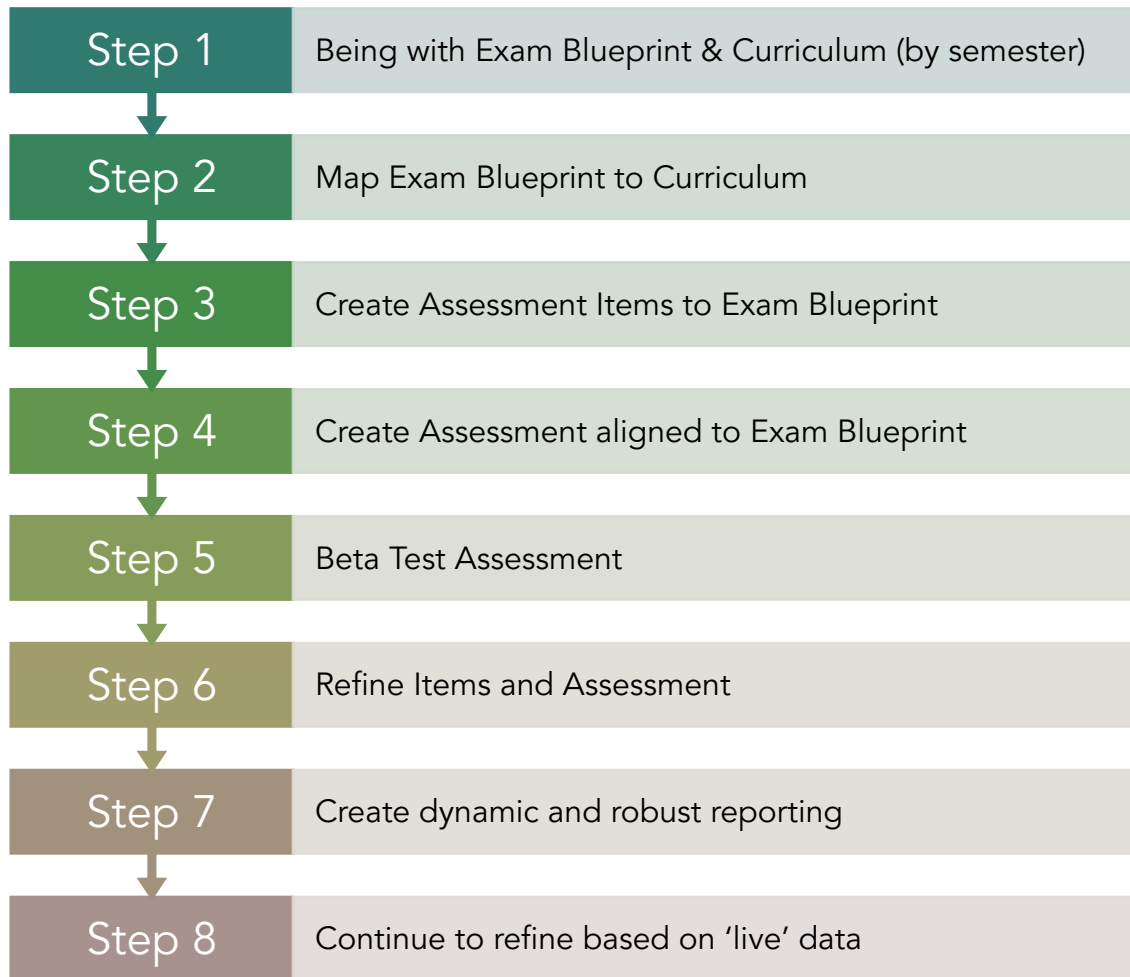 Step 1
Being with Exam Blueprint & Curriculum (by semester)
Step 2
Map Exam Blueprint to Curriculum
Step 3
Create Assessment Items to Exam Blueprint
Step 4
Create Assessment aligned to Exam Blueprint
Step 5
Beta Test Assessment
Step 6
Refine Items and Assessment
Step 7
Create dynamic and robust reporting
Step 8
Continue to refine based on ‘live’ data